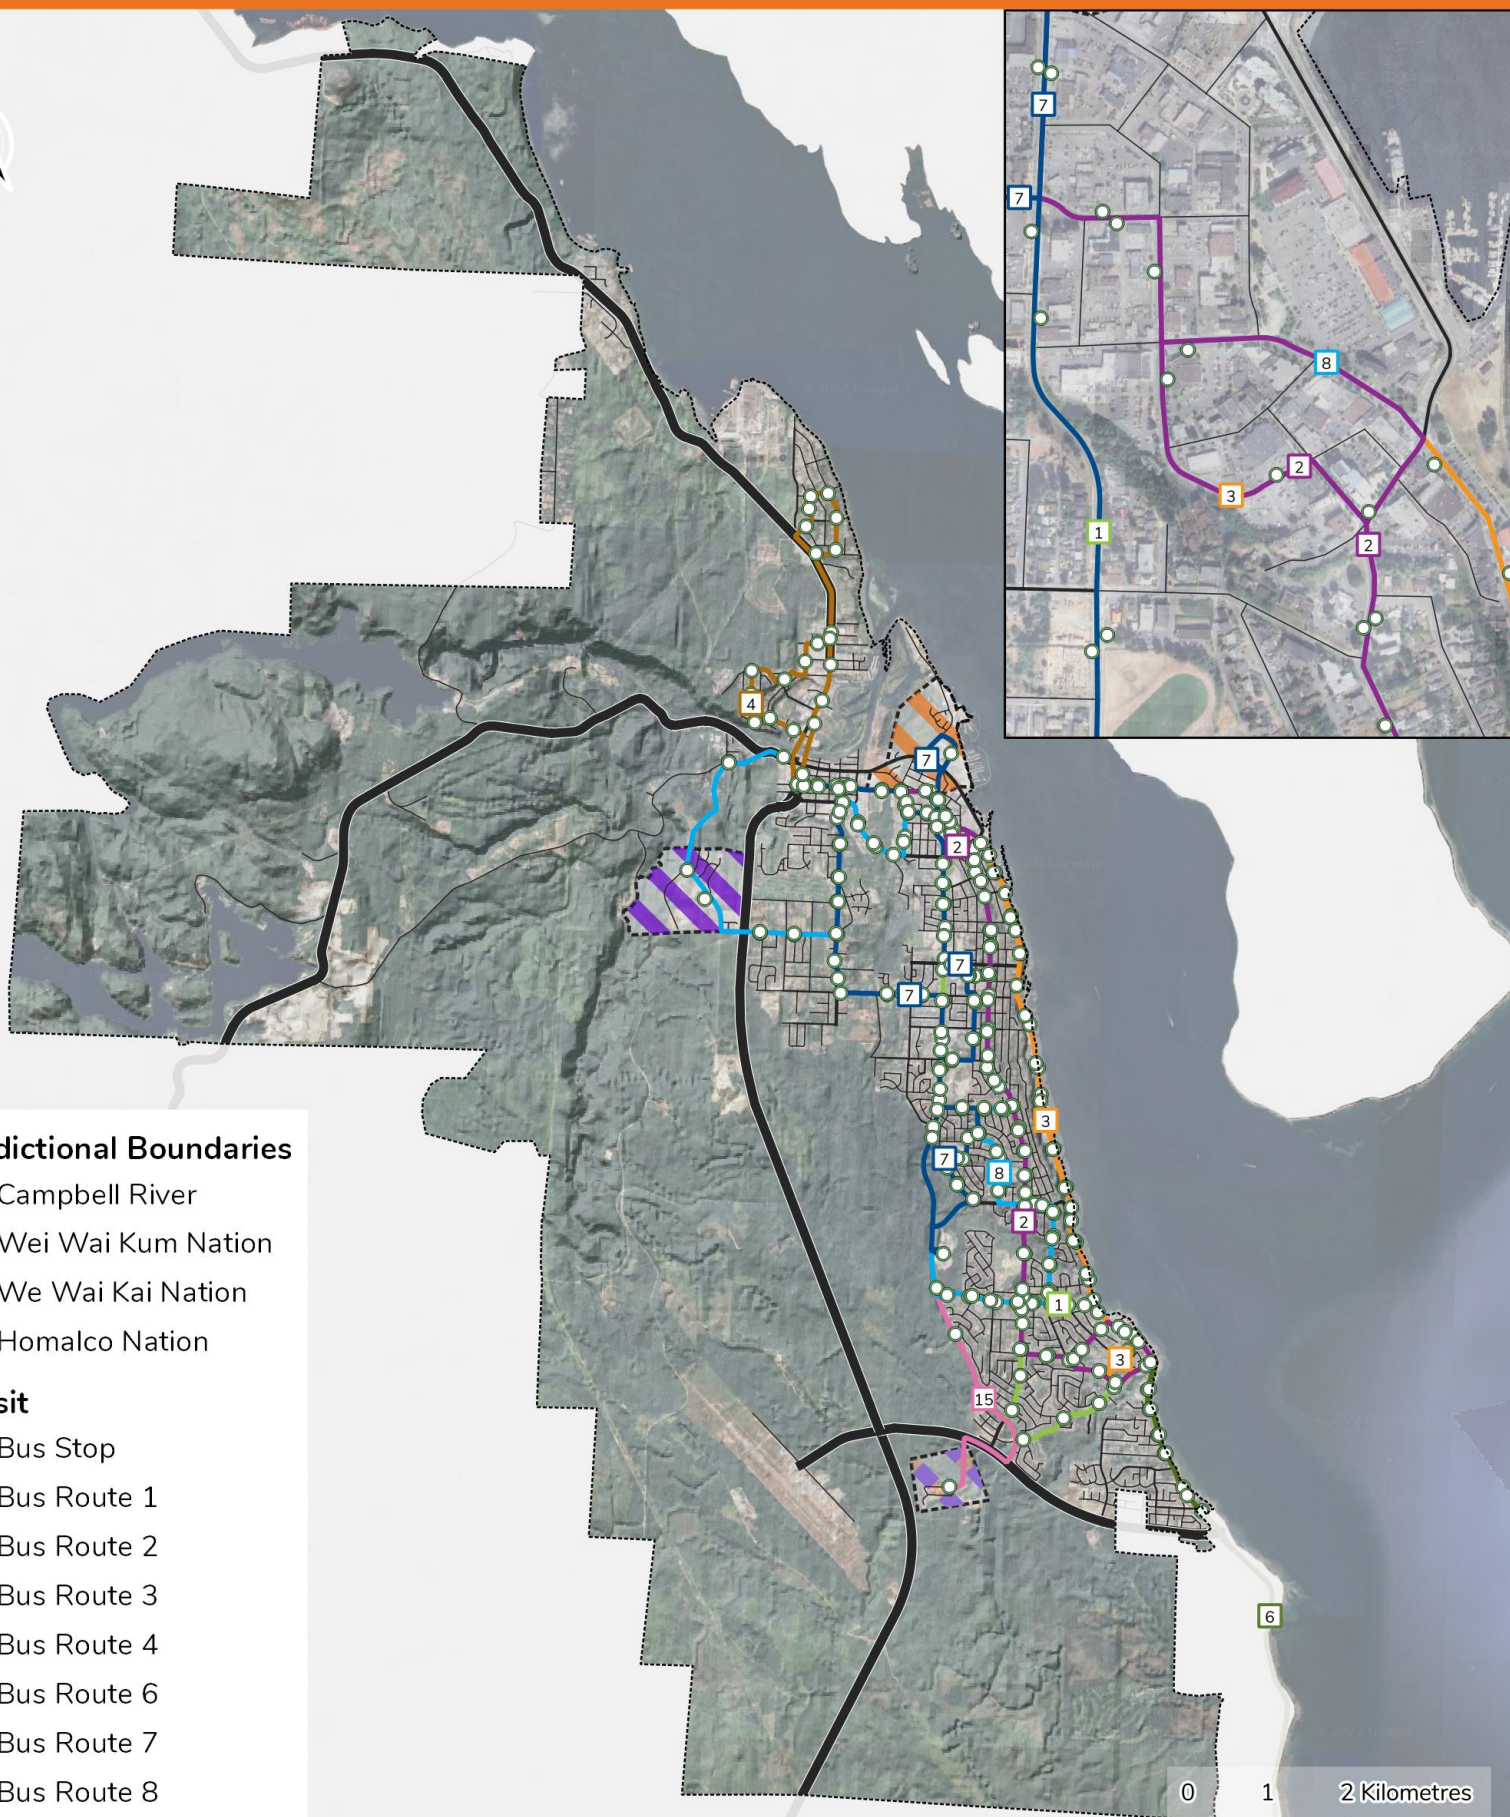 7
7
8
2
3
1
2
4
7
2
7
7
3
7
8
2
1
3
15
6
dictional Boundaries
Campbell River
Wei Wai Kum Nation
We Wai Kai Nation
Homalco Nation
sit
Bus Stop
Bus Route 1
Bus Route 2
Bus Route 3
Bus Route 4
Bus Route 6
Bus Route 7
Bus Route 8
0 1 2 Kilometres